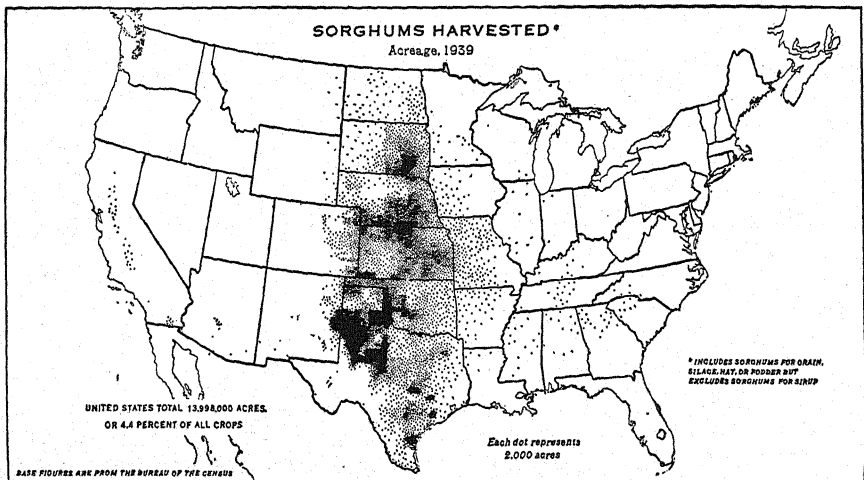 SORGHUMS HARVESTED*
Acreage, 1939
* INCLUDES SORGHUMS FOR GRAIN,
SILAGE, HAY, OR FODDER BUT
EXCLUDES SORGHUMS FOR SIRUP
UNITED STATES TOTAL 13,998,000 ACRES,
OR 4.4 PERCENT OF ALL CROPS
Each dot represents
2,000 acres
BASE FIGURES ARE FROM THE BUREAU OF THE CENSUS